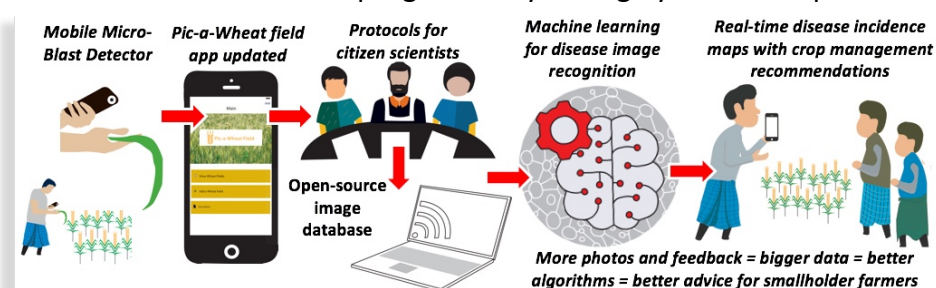 Mobile Micro-
Blast Detector
Pic-a-Wheat field
app updated
Protocols for
citizen scientists
Machine learning
for disease image
recognition
Real-time disease incidence
maps with crop management
recommendations
Main
Pic-a-Wheat Field
Open-source
image
database
More photos and feedback = bigger data = better
algorithms = better advice for smallholder farmers